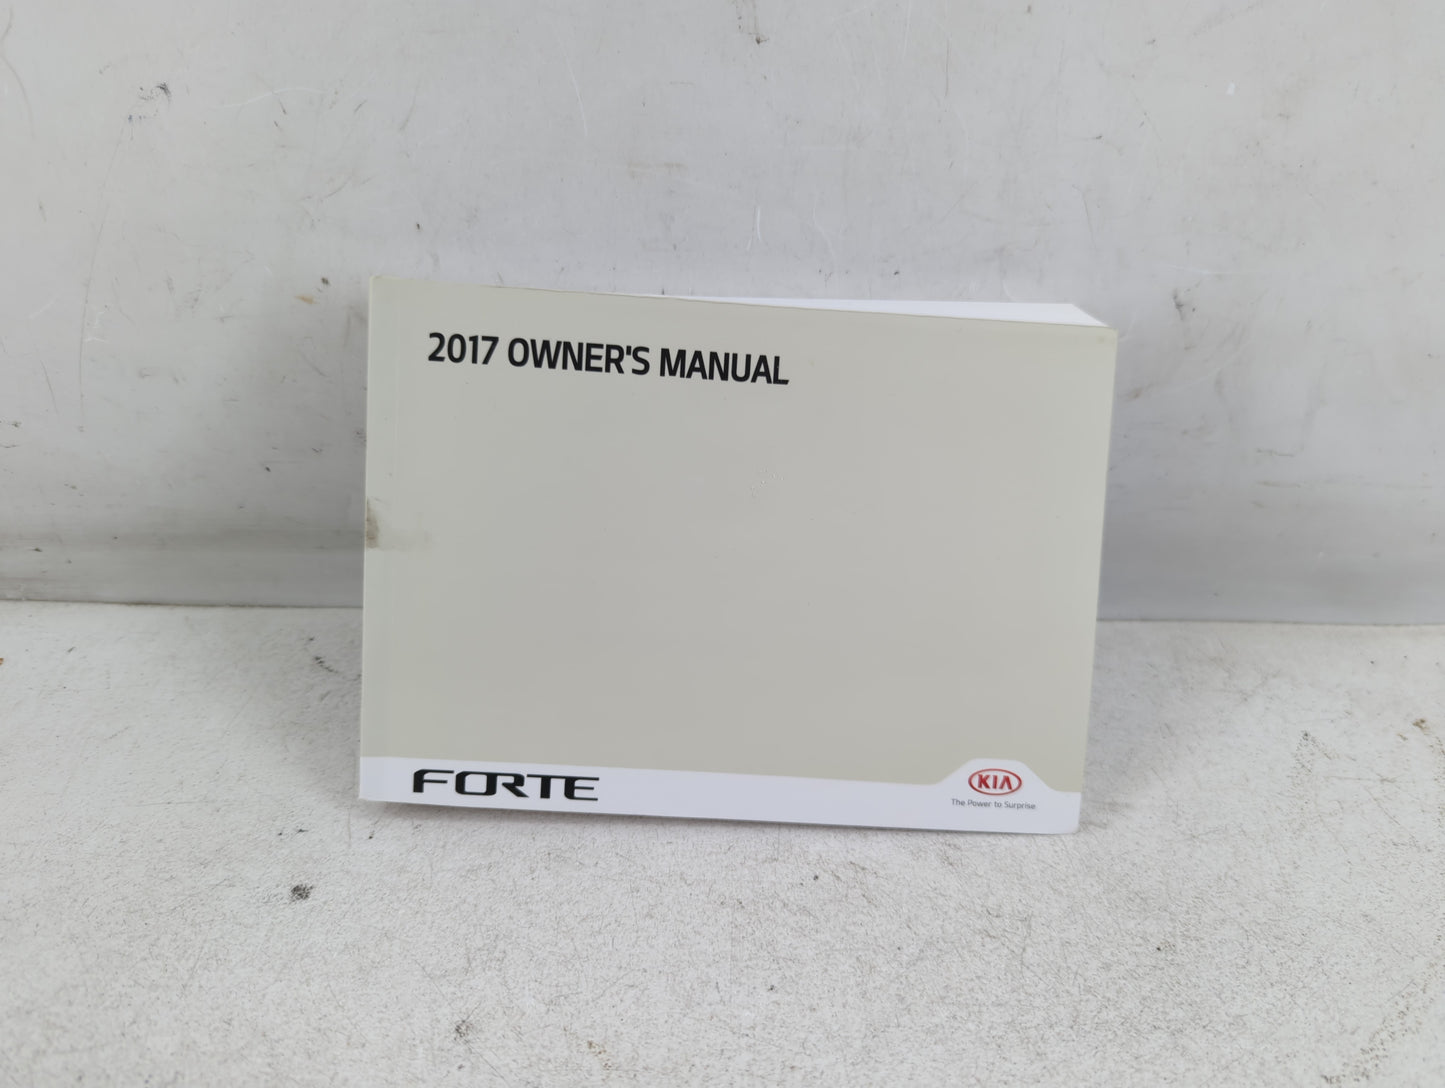 2017 OWNER'S MANUAL
FORTE
KIA
The Power to Surprise